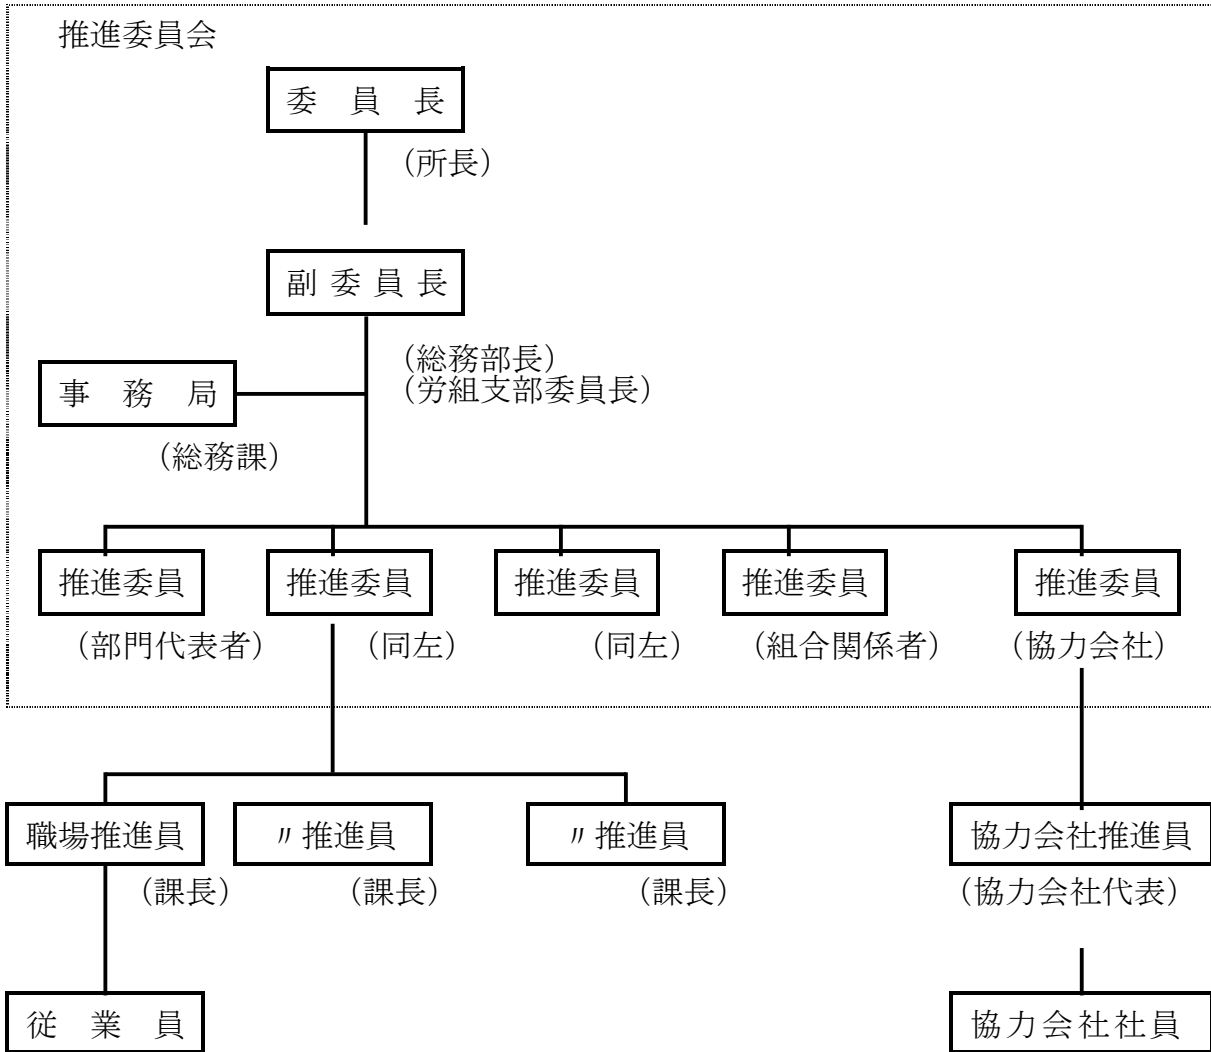 推進委員会
委員長
（所長）
副委員長
（総務部長）
（労組支部委員長）
事務局
（総務課）
推進委員 推進委員 推進委員 推進委員 推進委員
（部門代表者） （同左） （同左） （組合関係者） （協力会社）
職場推進員 〃推進員 〃推進員 協力会社推進員
（課長） （課長） （課長） （協力会社代表）
従業員 協力会社社員